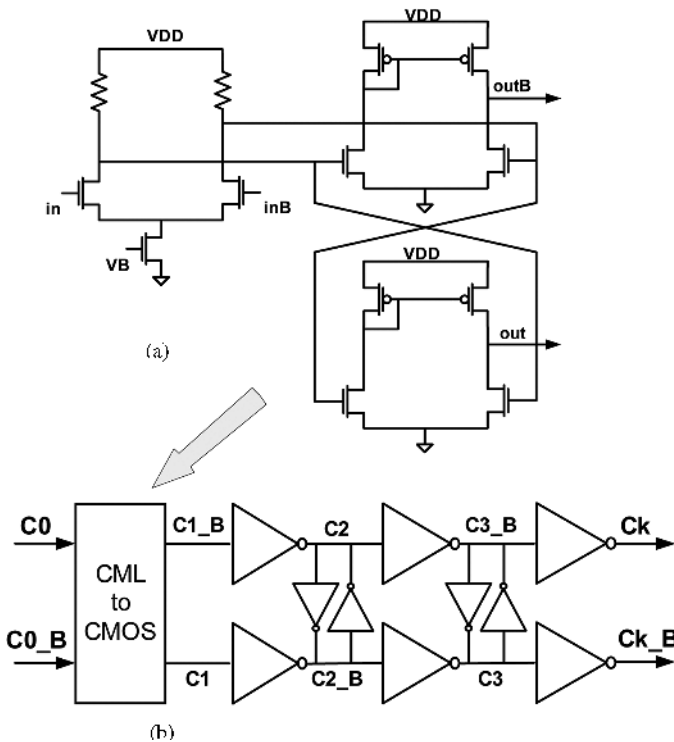 VDD
VDD
outB
in
inB
VB
VDD
out
(a)
C0
C1_B
C2
C3_B
Ck
CML
to
CMOS
C0_B
C1
C2_B
C3
Ck_B
(b)